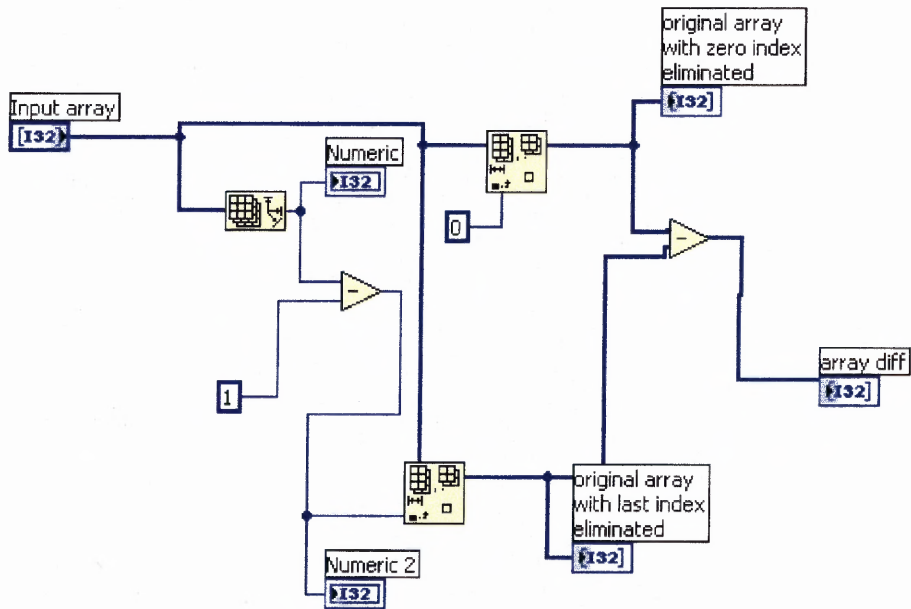 original array
with zero index
eliminated
[I32]
Input array
[I32]
Numeric
I32
0
1
array diff
[I32]
original array
with last index
eliminated
[I32]
Numeric 2
I32